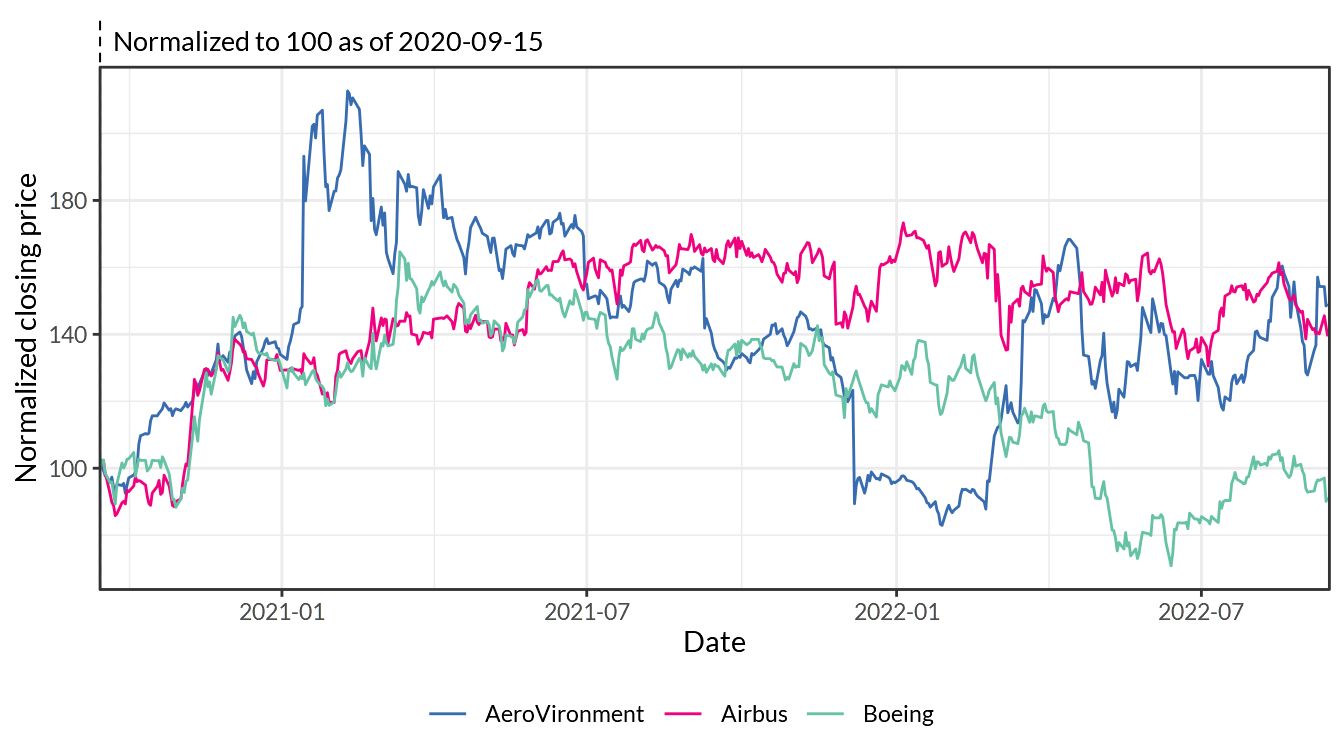 Normalized to 100 as of 2020-09-15
Normalized closing price
180
140
100
2021-01
2021-07
2022-01
2022-07
Date
AeroVironment
Airbus
Boeing